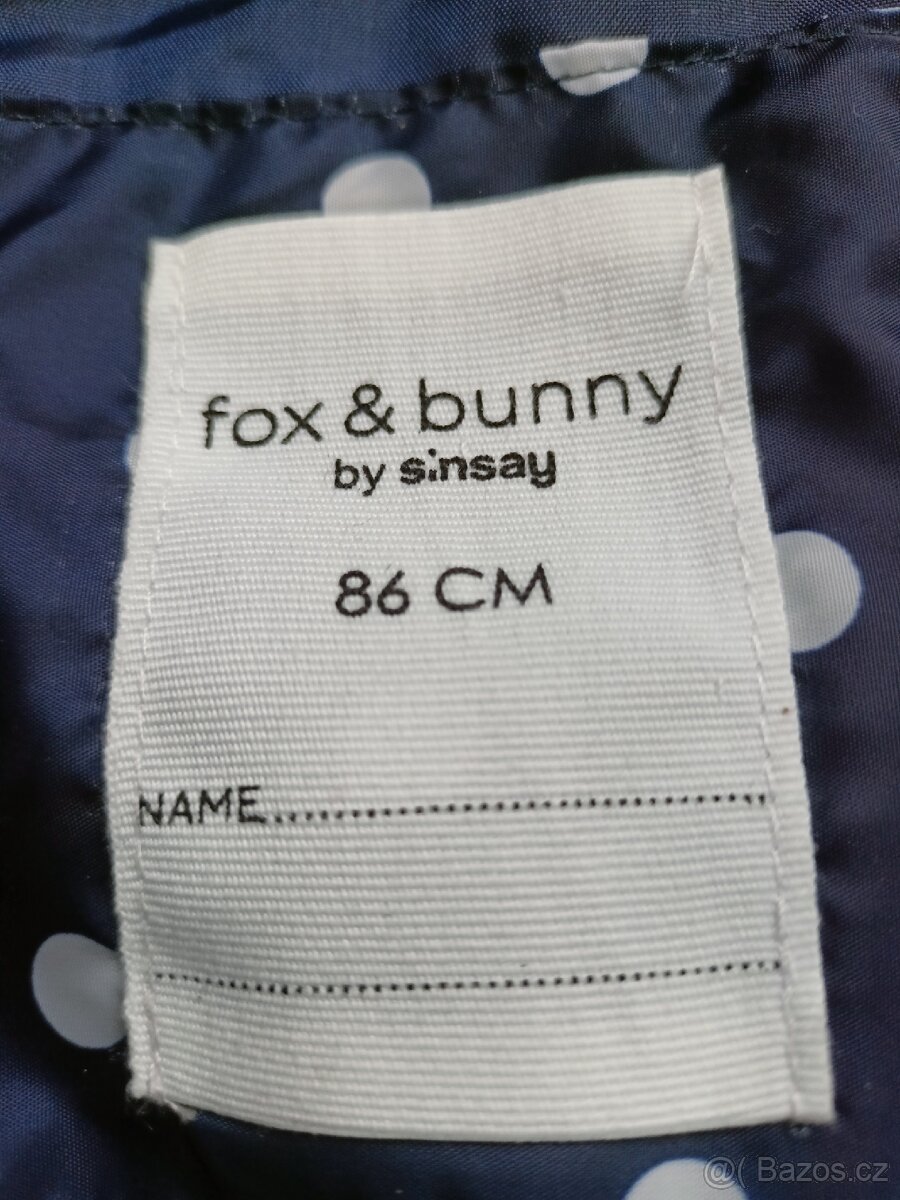 fox & bunny
by sinsay
86 CM
NAME..............................................
..................................................
@( Bazos.cz